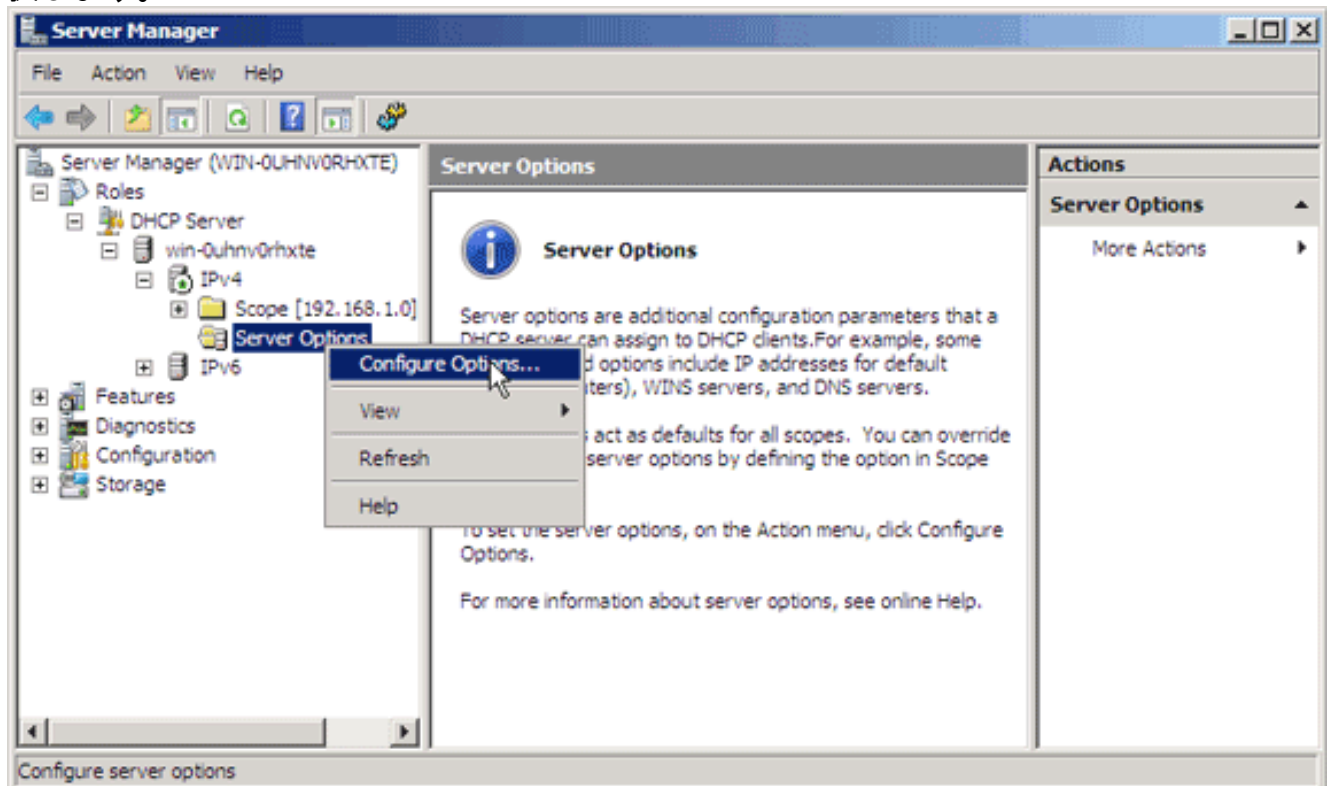 Server Manager
File Action View Help
Server Manager (WIN-0UHNV0RHXTE)
Roles
DHCP Server
win-0uhnv0rhxte
IPv4
Scope [192.168.1.0]
Server Options
IPv6
Features
Diagnostics
Configuration
Storage
Configure Options...
View
Refresh
Help
Server Options
Server Options
Server options are additional configuration parameters that a
DHCP server can assign to DHCP clients.For example, some
d options include IP addresses for default
ters), WINS servers, and DNS servers.
act as defaults for all scopes. You can override
server options by defining the option in Scope
To set the server options, on the Action menu, click Configure
Options.
For more information about server options, see online Help.
Actions
Server Options
More Actions
Configure server options